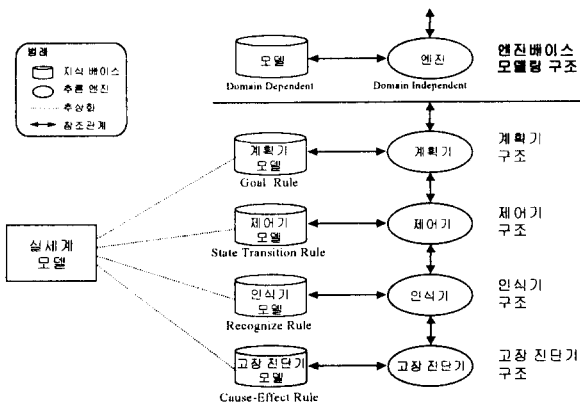 범례
지식 베이스
추론 엔진
추상화
참조관계
모델
Domain Dependent
엔진
Domain Independent
엔진베이스
모델링 구조
계획기
모델
Goal Rule
계획기
계획기
구조
실세계
모델
제어기
모델
State Transition Rule
제어기
제어기
구조
인식기
모델
Recognize Rule
인식기
인식기
구조
고장 진단기
모델
Cause-Effect Rule
고장 진단기
고장 진단기
구조